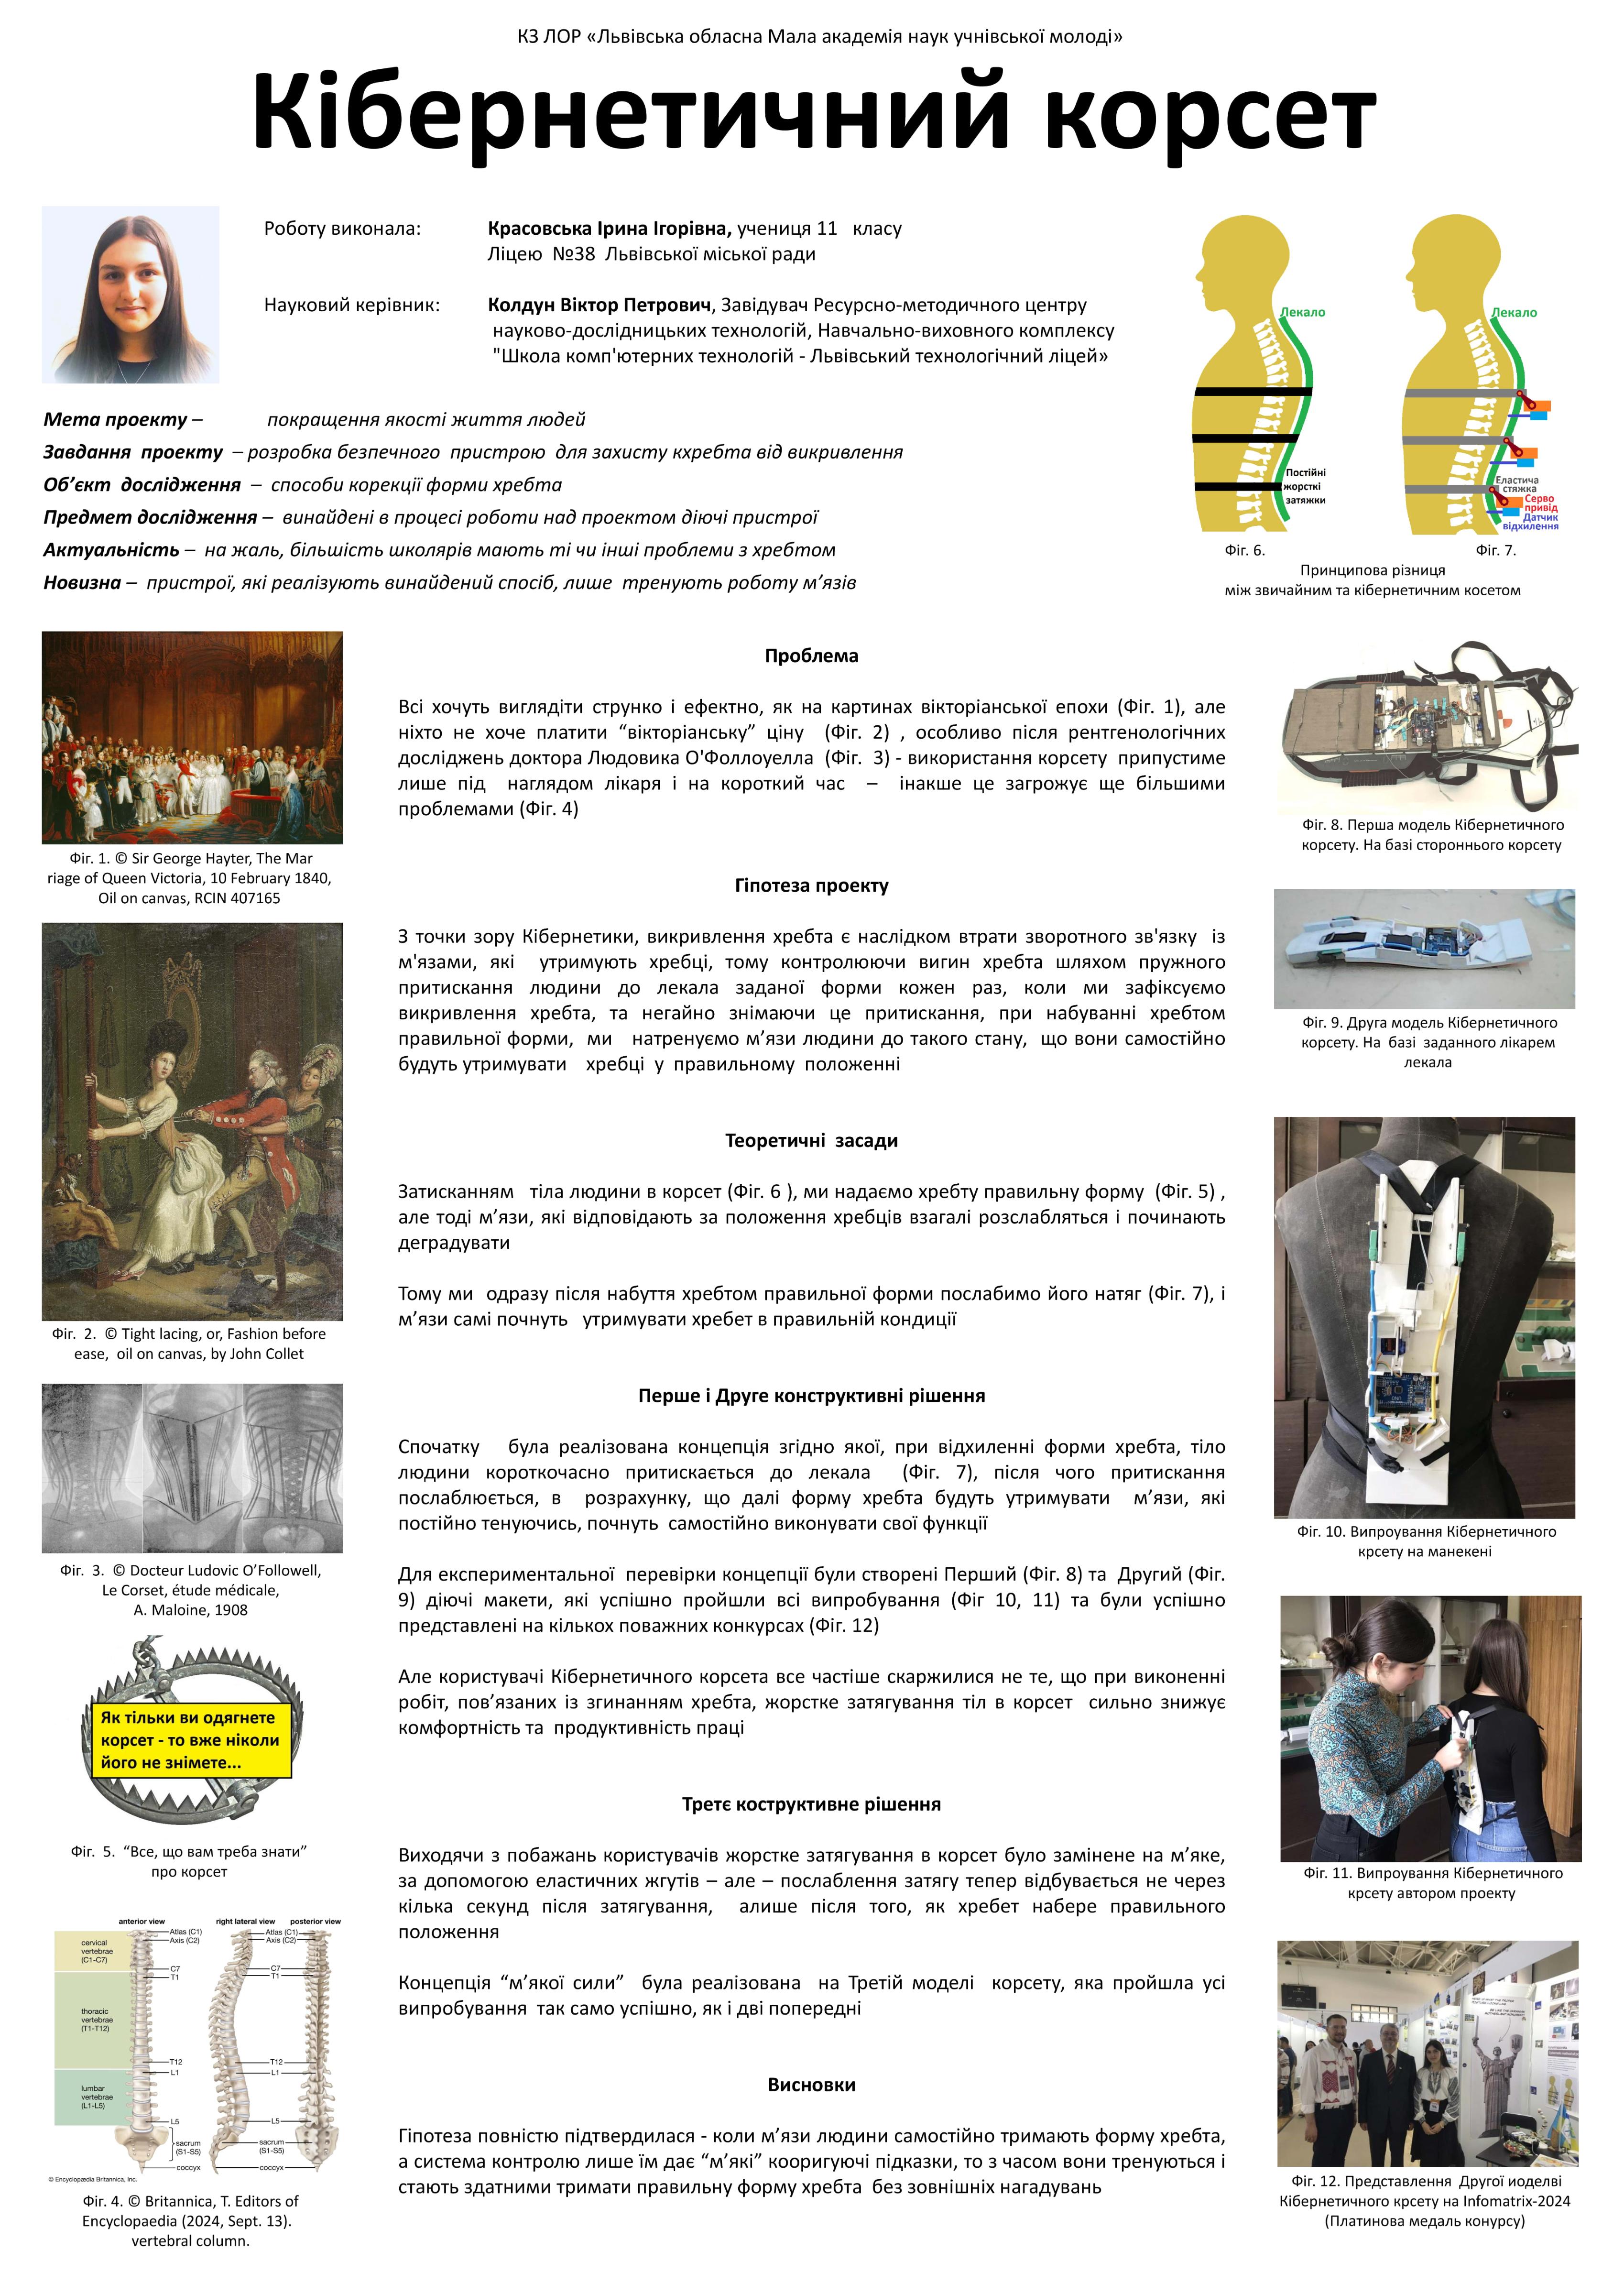 КЗ ЛОР «Львівська обласна Мала академія наук учнівської молоді»
Кібернетичний корсет
Роботу виконала: Красовська Ірина Ігорівна, учениця 11 класу
Ліцею №38 Львівської міської ради
Науковий керівник: Колдун Віктор Петрович, Завідувач Ресурсно-методичного центру
науково-дослідницьких технологій, Навчально-виховного комплексу
"Школа комп'ютерних технологій - Львівський технологічний ліцей»
Мета проекту – покращення якості життя людей
Завдання проекту – розробка безпечного пристрою для захисту кхребта від викривлення
Об’єкт дослідження – способи корекції форми хребта
Предмет дослідження – винайдені в процесі роботи над проектом діючі пристрої
Актуальність – на жаль, більшість школярів мають ті чи інші проблеми з хребтом
Новизна – пристрої, які реалізують винайдений спосіб, лише тренують роботу м’язів
Лекало
Постійні
жорсткі
затяжки
Лекало
Еластича
стяжка
Серво
привід
Датчик
відхилення
Фіг. 6. Фіг. 7.
Принципова різниця
між звичайним та кібернетичним косетом
Фіг. 1. © Sir George Hayter, The Mar
riage of Queen Victoria, 10 February 1840,
Oil on canvas, RCIN 407165
Фіг. 2. © Tight lacing, or, Fashion before
ease, oil on canvas, by John Collet
Фіг. 3. © Docteur Ludovic O’Followell,
Le Corset, étude médicale,
A. Maloine, 1908
Як тільки ви одягнете
корсет - то вже ніколи
його не знімете...
Фіг. 5. “Все, що вам треба знати”
про корсет
anterior view right lateral view posterior view
cervical
vertebrae
(C1-C7)
thoracic
vertebrae
(T1-T12)
lumbar
vertebrae
(L1-L5)
Atlas (C1)
Axis (C2)
C7
T1
T12
L1
L5
sacrum
(S1-S5)
coccyx
Atlas (C1)
Axis (C2)
C7
T1
T12
L1
L5
sacrum
(S1-S5)
coccyx
© Encyclopædia Britannica, Inc.
Фіг. 4. © Britannica, T. Editors of
Encyclopaedia (2024, Sept. 13).
vertebral column.
Проблема
Всі хочуть виглядіти струнко і ефектно, як на картинах вікторіанської епохи (Фіг. 1), але
ніхто не хоче платити “вікторіанську” ціну (Фіг. 2) , особливо після рентгенологічних
досліджень доктора Людовика О'Фоллоуелла (Фіг. 3) - використання корсету припустиме
лише під наглядом лікаря і на короткий час – інакше це загрожує ще більшими
проблемами (Фіг. 4)
Гіпотеза проекту
З точки зору Кібернетики, викривлення хребта є наслідком втрати зворотного зв'язку із
м'язами, які утримують хребці, тому контролюючи вигин хребта шляхом пружного
притискання людини до лекала заданої форми кожен раз, коли ми зафіксуємо
викривлення хребта, та негайно знімаючи це притискання, при набуванні хребтом
правильної форми, ми натренуємо м’язи людини до такого стану, що вони самостійно
будуть утримувати хребці у правильному положенні
Теоретичні засади
Затисканням тіла людини в корсет (Фіг. 6 ), ми надаємо хребту правильну форму (Фіг. 5) ,
але тоді м’язи, які відповідають за положення хребців взагалі розслабляться і починають
деградувати
Тому ми одразу після набуття хребтом правильної форми послабимо його натяг (Фіг. 7), і
м’язи самі почнуть утримувати хребет в правильній кондиції
Перше і Друге конструктивні рішення
Спочатку була реалізована концепція згідно якої, при відхиленні форми хребта, тіло
людини короткочасно притискається до лекала (Фіг. 7), після чого притискання
послаблюється, в розрахунку, що далі форму хребта будуть утримувати м’язи, які
постійно тенуючись, почнуть самостійно виконувати свої функції
Для експериментальної перевірки концепції були створені Перший (Фіг. 8) та Другий (Фіг.
9) діючі макети, які успішно пройшли всі випробування (Фіг 10, 11) та були успішно
представлені на кількох поважних конкурсах (Фіг. 12)
Але користувачі Кібернетичного корсета все частіше скаржилися не те, що при виконенні
робіт, пов’язаних із згинанням хребта, жорстке затягування тіл в корсет сильно знижує
комфортність та продуктивність праці
Третє коструктивне рішення
Виходячи з побажань користувачів жорстке затягування в корсет було замінене на м’яке,
за допомогою еластичних жгутів – але – послаблення затягу тепер відбувається не через
кілька секунд після затягування, алише після того, як хребет набере правильного
положення
Концепція “м’якої сили” була реалізована на Третій моделі корсету, яка пройшла усі
випробування так само успішно, як і дві попередні
Висновки
Гіпотеза повністю підтвердилася - коли м’язи людини самостійно тримають форму хребта,
а система контролю лише їм дає “м’які” кооригуючі підказки, то з часом вони тренуються і
стають здатними тримати правильну форму хребта без зовнішніх нагадувань
Фіг. 8. Перша модель Кібернетичного
корсету. На базі стороннього корсету
Фіг. 9. Друга модель Кібернетичного
корсету. На базі заданного лікарем
лекала
Фіг. 10. Випроування Кібернетичного
крсету на манекені
Фіг. 11. Випроування Кібернетичного
крсету автором проекту
Фіг. 12. Представлення Другої иоделві
Кібернетичного крсету на Infomatrix-2024
(Платинова медаль конурсу)